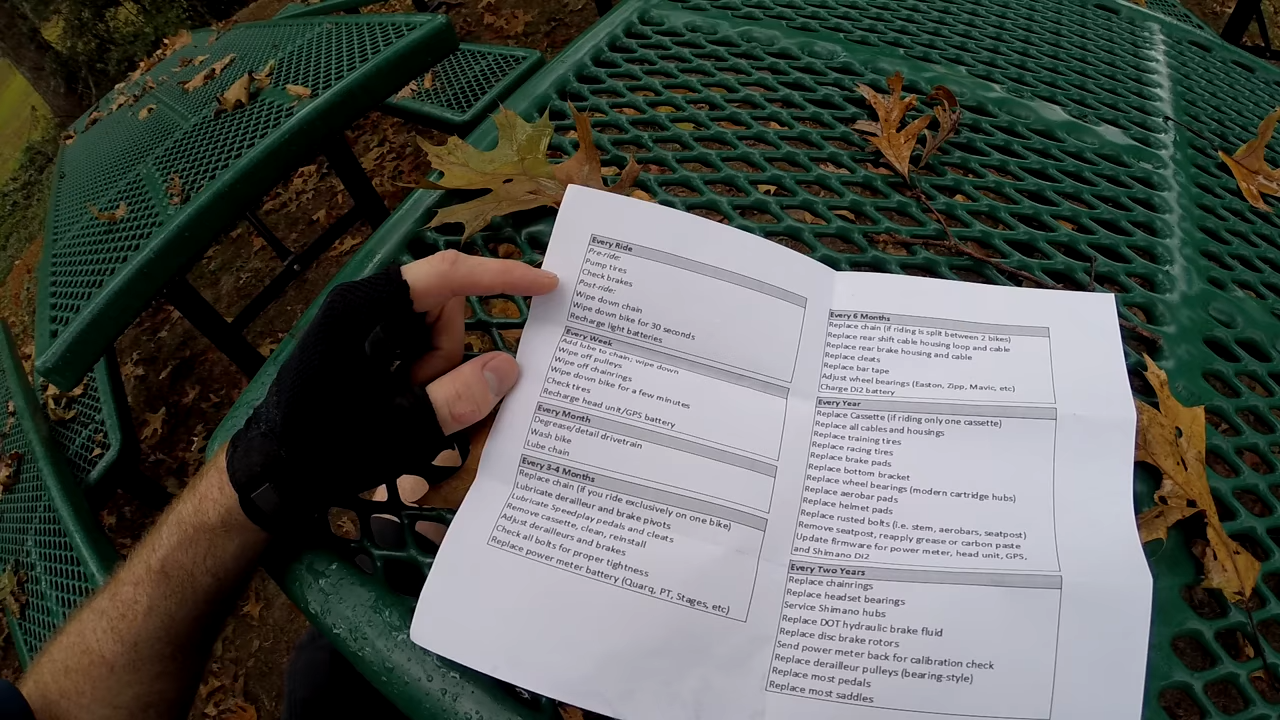 Every Ride
Pre-ride:
Pump tires
Check brakes
Post-ride:
Wipe down chain
Wipe down bike for 30 seconds
Recharge light batteries
Every Week
Add lube to chain; wipe down
Wipe off pulleys
Wipe off chainrings
Wipe down bike for a few minutes
Check tires
Recharge head unit/GPS battery
Every Month
Degrease/detail drivetrain
Wash bike
Lube chain
Every 3-4 Months
Replace chain (if you ride exclusively on one bike)
Lubricate derailleur and brake pivots
Lubricate Speedplay pedals and cleats
Remove cassette, clean, reinstall
Adjust derailleurs and brakes
Check all bolts for proper tightness
Replace power meter battery (Quarq, PT, Stages, etc)
Every 6 Months
Replace chain (if riding is split between 2 bikes)
Replace rear shift cable housing loop and cable
Replace rear brake housing and cable
Replace cleats
Replace bar tape
Adjust wheel bearings (Easton, Zipp, Mavic, etc)
Charge Di2 battery
Every Year
Replace Cassette (if riding only one cassette)
Replace all cables and housings
Replace training tires
Replace racing tires
Replace brake pads
Replace bottom bracket
Replace wheel bearings (modern cartridge hubs)
Replace aerobar pads
Replace helmet pads
Replace rusted bolts (i.e. stem, aerobars, seatpost)
Remove seatpost, reapply grease or carbon paste
Update firmware for power meter, head unit, GPS,
and Shimano DI2
Every Two Years
Replace chainrings
Replace headset bearings
Service Shimano hubs
Replace DOT hydraulic brake fluid
Replace disc brake rotors
Send power meter back for calibration check
Replace derailleur pulleys (bearing-style)
Replace most pedals
Replace most saddles